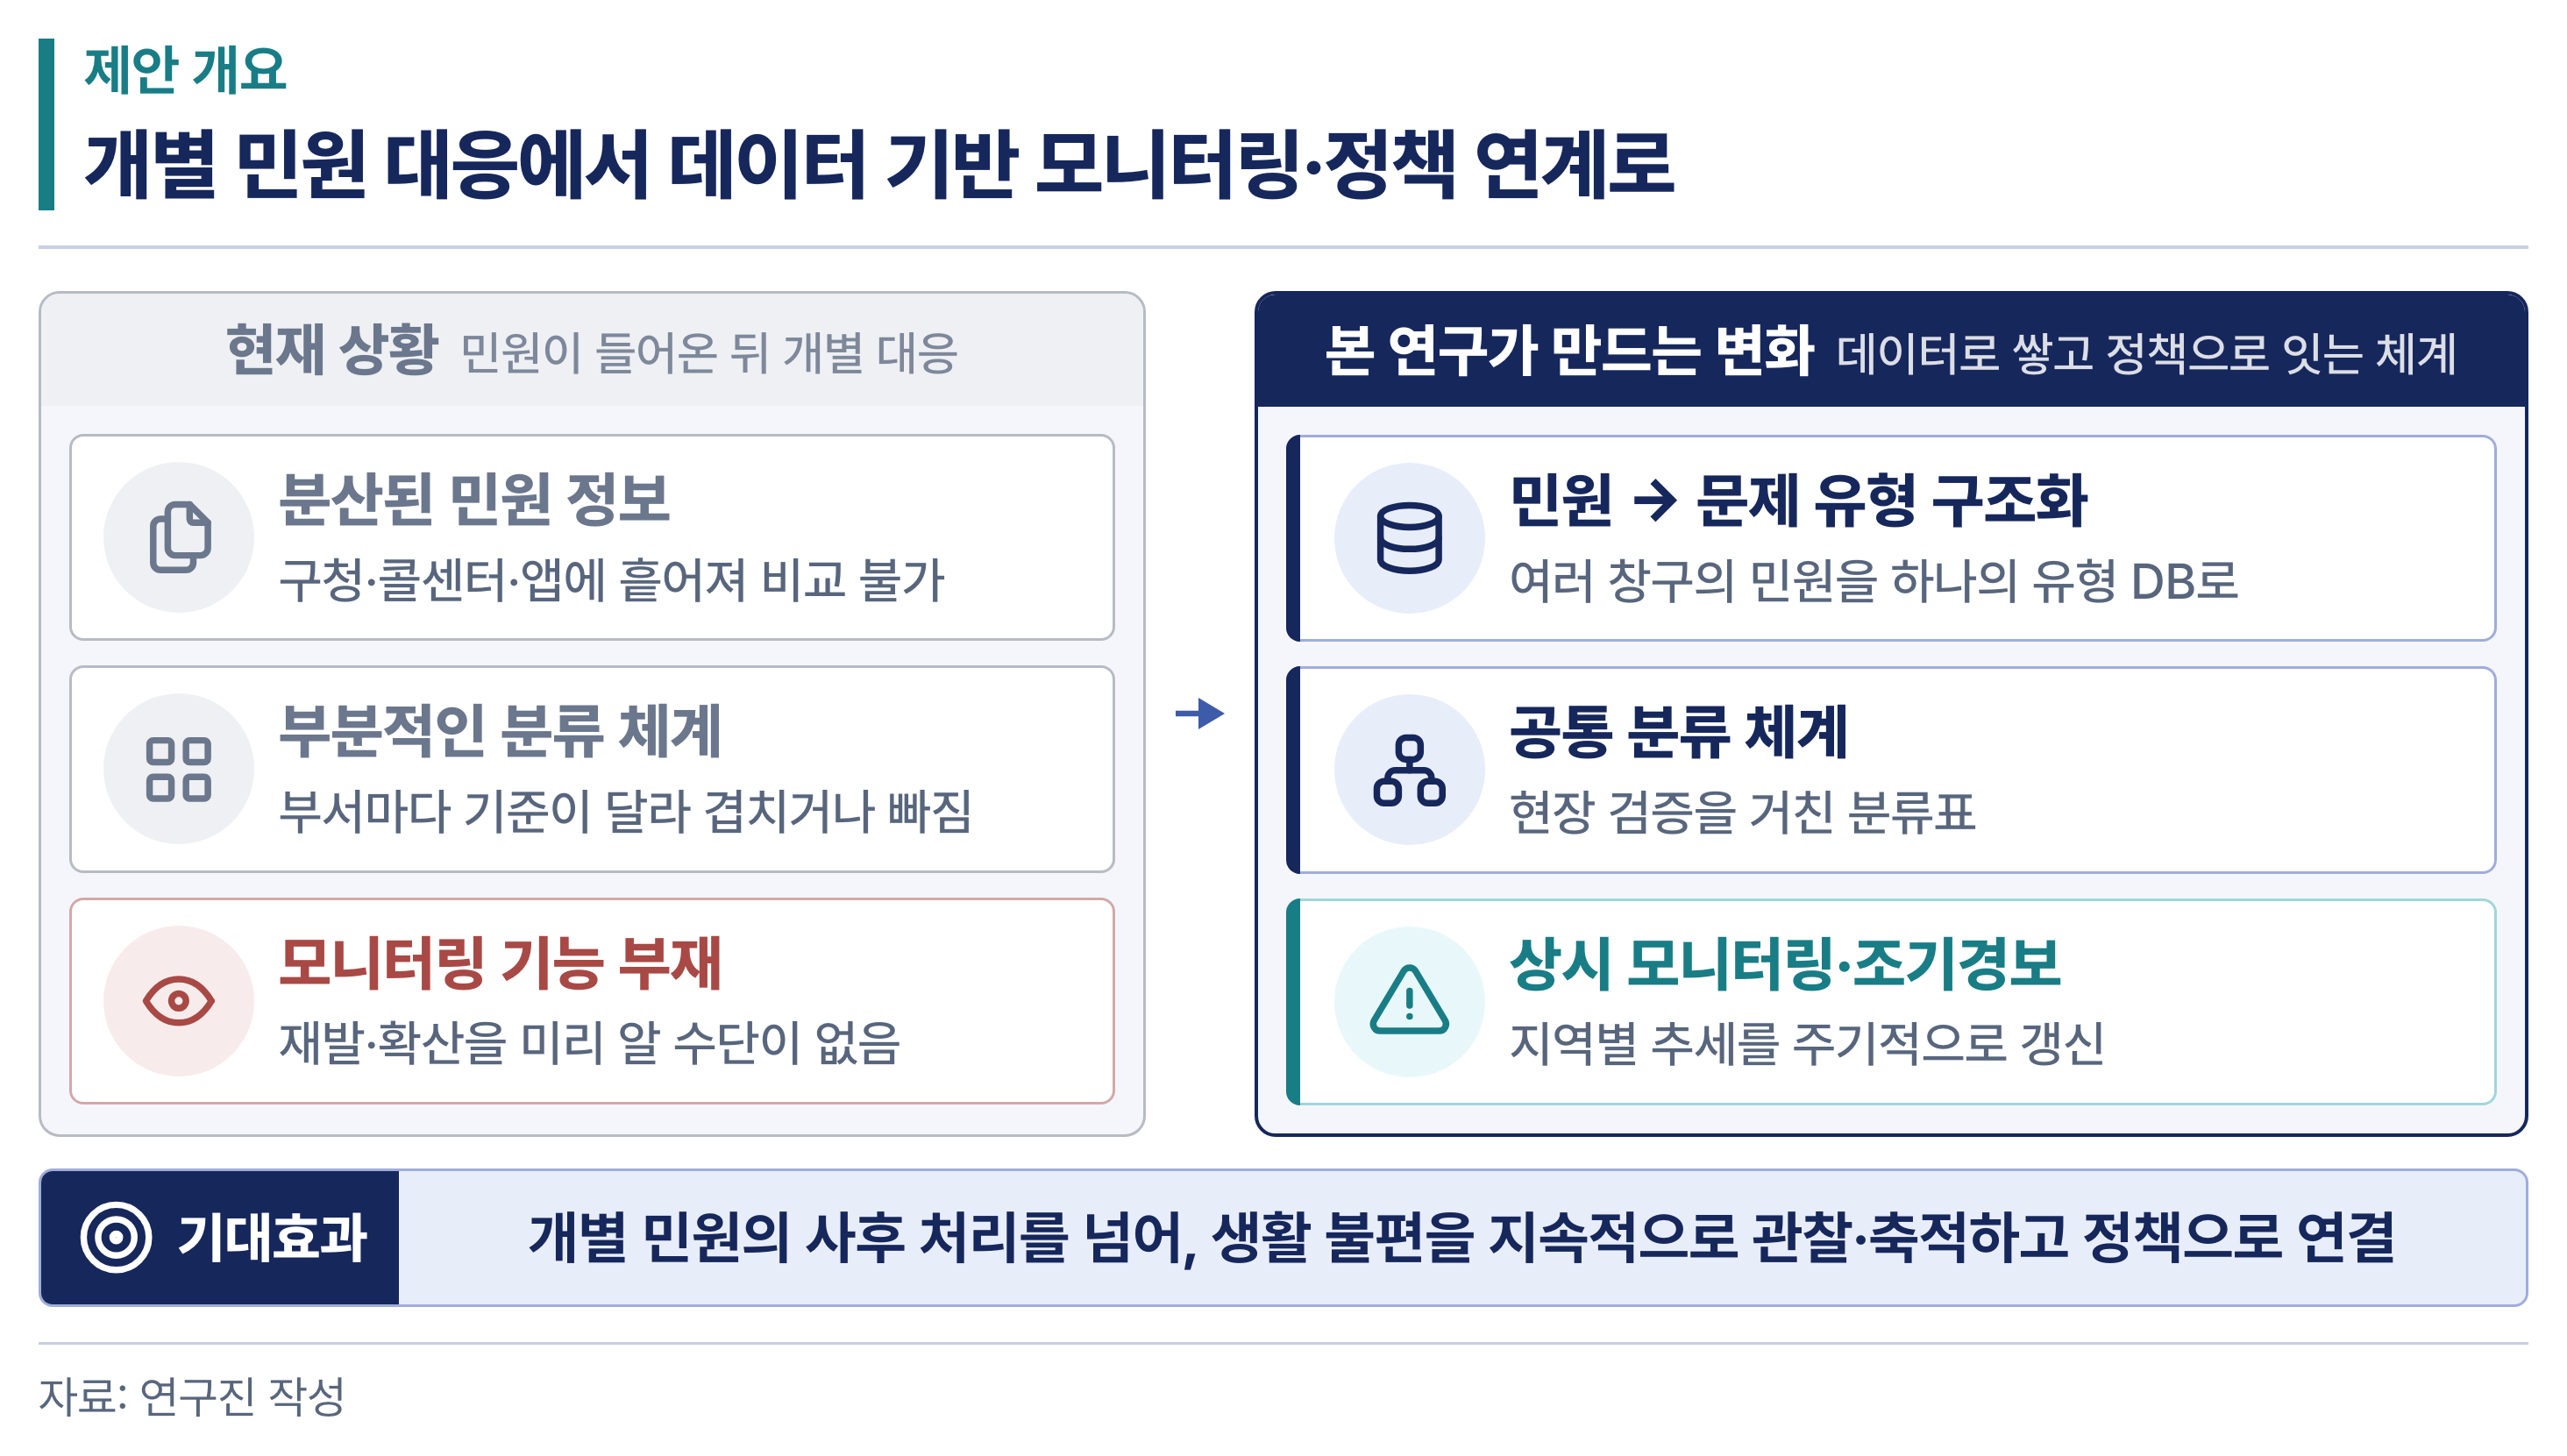 제안 개요
개별 민원 대응에서 데이터 기반 모니터링·정책 연계로
현재 상황 민원이 들어온 뒤 개별 대응
분산된 민원 정보
구청·콜센터·앱에 흩어져 비교 불가
부분적인 분류 체계
부서마다 기준이 달라 겹치거나 빠짐
모니터링 기능 부재
재발·확산을 미리 알 수단이 없음
본 연구가 만드는 변화 데이터로 쌓고 정책으로 잇는 체계
민원 → 문제 유형 구조화
여러 창구의 민원을 하나의 유형 DB로
공통 분류 체계
현장 검증을 거친 분류표
상시 모니터링·조기경보
지역별 추세를 주기적으로 갱신
기대효과
개별 민원의 사후 처리를 넘어, 생활 불편을 지속적으로 관찰·축적하고 정책으로 연결
자료: 연구진 작성